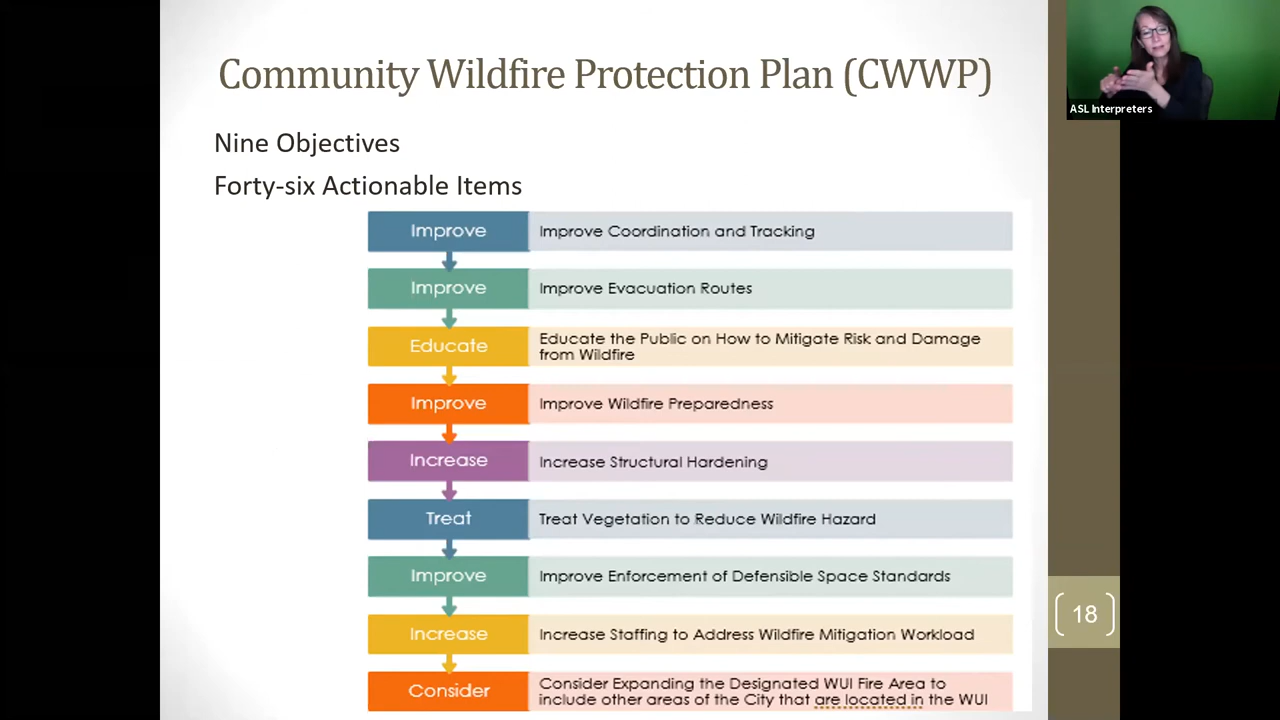 Community Wildfire Protection Plan (CWWP)
ASL Interpreters
Nine Objectives
Forty-six Actionable Items
Improve
Improve Coordination and Tracking
Improve
Improve Evacuation Routes
Educate
Educate the Public on How to Mitigate Risk and Damage
from Wildfire
Improve
Improve Wildfire Preparedness
Increase
Increase Structural Hardening
Treat
Treat Vegetation to Reduce Wildfire Hazard
Improve
Improve Enforcement of Defensible Space Standards
18
Increase
Increase Staffing to Address Wildfire Mitigation Workload
Consider
Consider Expanding the Designated WUI Fire Area to
include other areas of the City that are located in the WUI